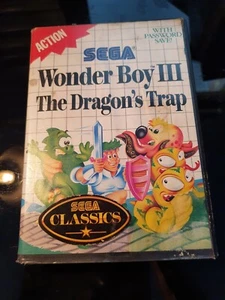 ACTION
WITH
PASSWORD
SAVE!
SEGA
Wonder Boy III
The Dragon's Trap
SEGA
CLASSICS